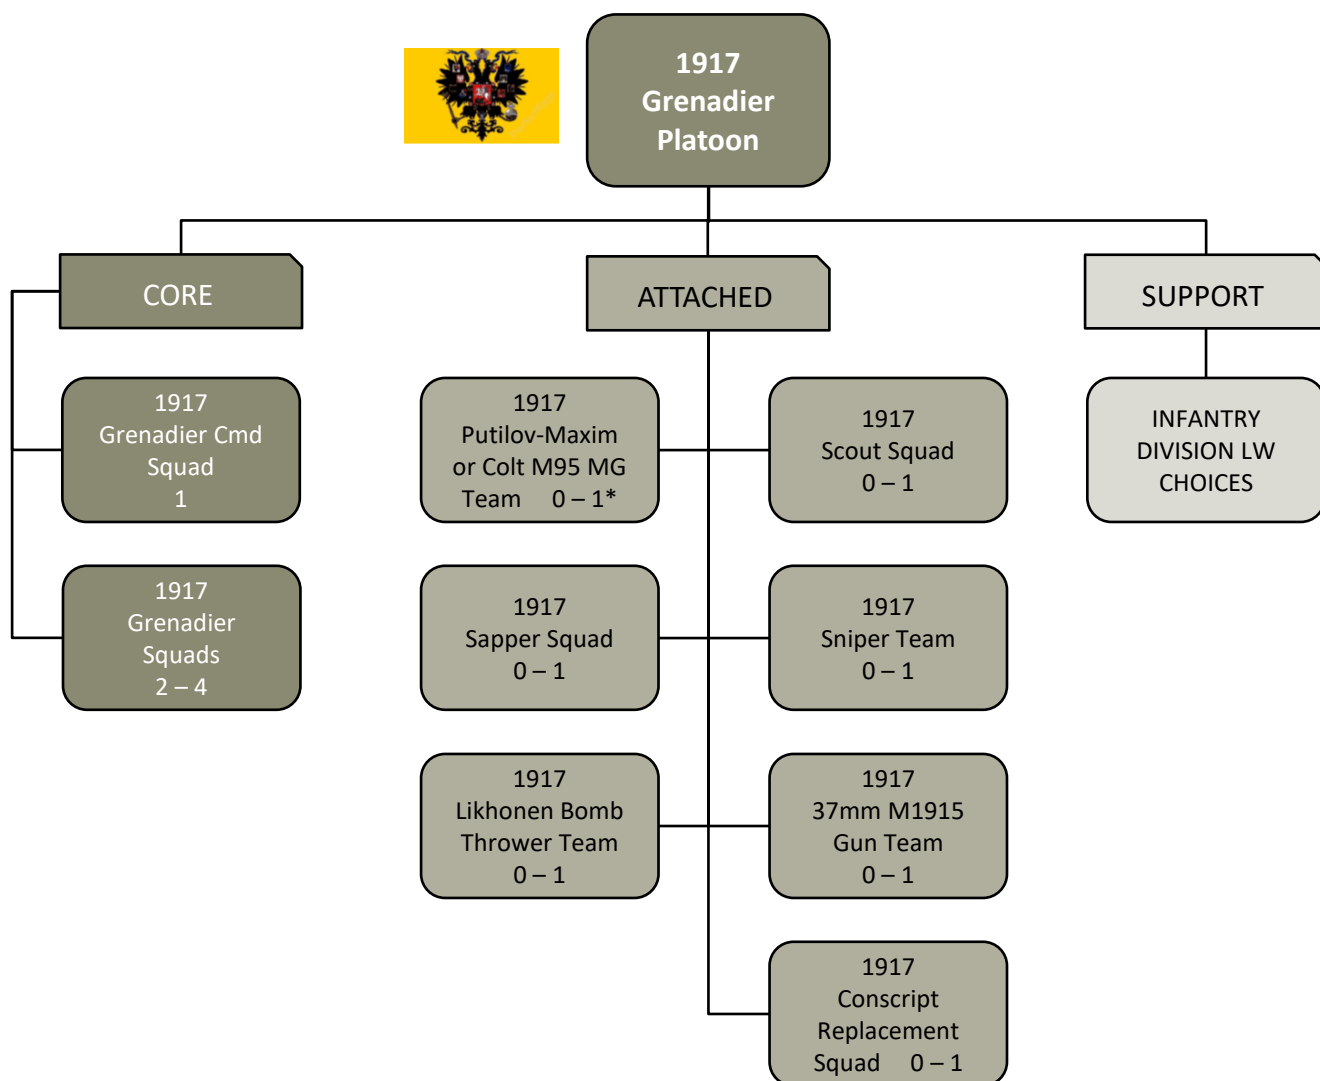 1917
Grenadier
Platoon
CORE
ATTACHED
SUPPORT
1917
Grenadier Cmd
Squad
1
1917
Putilov-Maxim
or Colt M95 MG
Team 0 – 1*
1917
Scout Squad
0 – 1
INFANTRY
DIVISION LW
CHOICES
1917
Grenadier
Squads
2 – 4
1917
Sapper Squad
0 – 1
1917
Sniper Team
0 – 1
1917
Likhonen Bomb
Thrower Team
0 – 1
1917
37mm M1915
Gun Team
0 – 1
1917
Conscript
Replacement
Squad 0 – 1